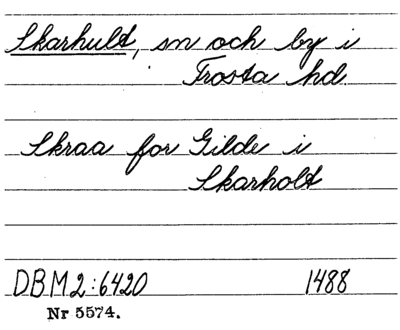 Skarhult, sn och by i
Frosta hd.
Skraa for Gilde i
Skarholt
DBM2:6420 1488
Nr 5574.